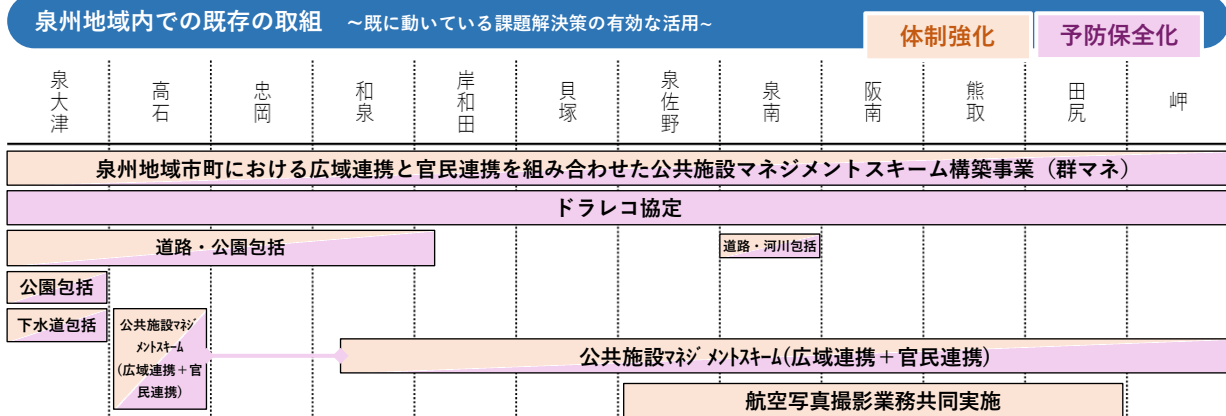 泉州地域内での既存の取組　～既に動いている課題解決策の有効な活用~
体制強化
予防保全化
泉大津
高石
忠岡
和泉
岸和田
貝塚
泉佐野
泉南
阪南
熊取
田尻
岬
泉州地域市町における広域連携と官民連携を組み合わせた公共施設マネジメントスキーム構築事業（群マネ）
ドラレコ協定
道路・公園包括
道路・河川包括
公園包括
下水道包括
公共施設ﾏﾈｼﾞ
ﾒﾝﾄｽｷｰﾑ
(広域連携＋官
民連携)
公共施設ﾏﾈｼﾞﾒﾝﾄｽｷｰﾑ(広域連携＋官民連携)
航空写真撮影業務共同実施